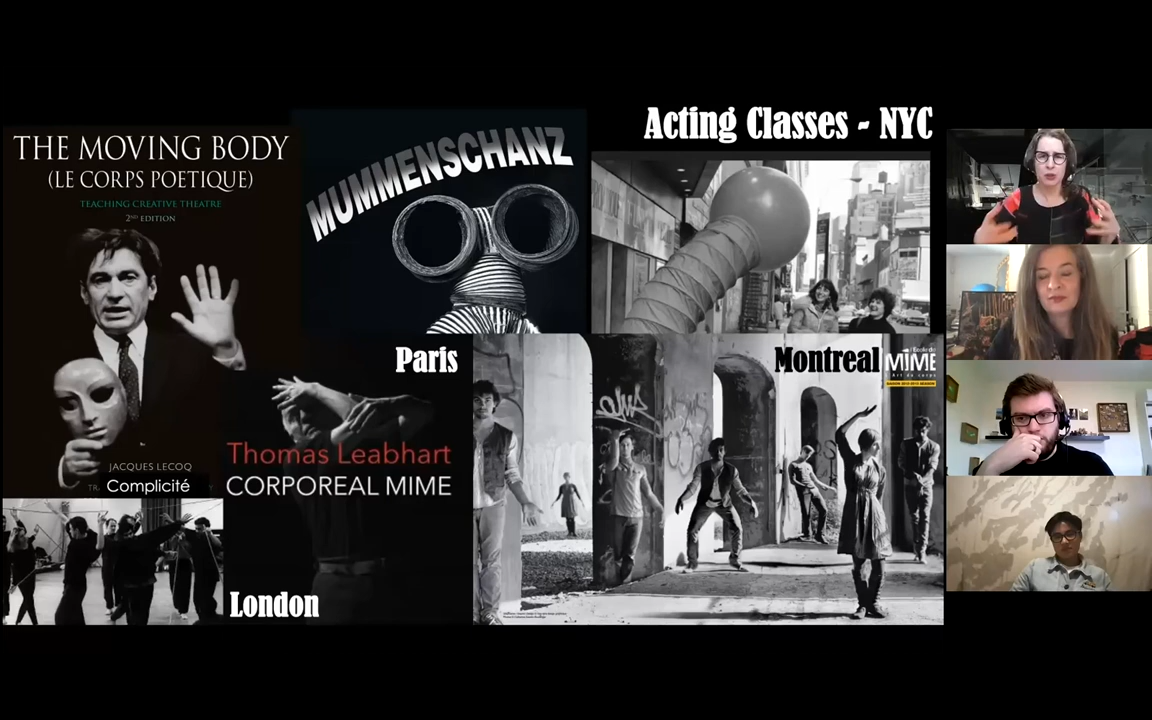 THE MOVING BODY
(LE CORPS POETIQUE)
TEACHING CREATIVE THEATRE
2ND EDITION
JACQUES LECOQ
Complicité
MUMMENSCHANZ
Acting Classes - NYC
Paris
Thomas Leabhart
CORPOREAL MIME
London
Montreal
MIME